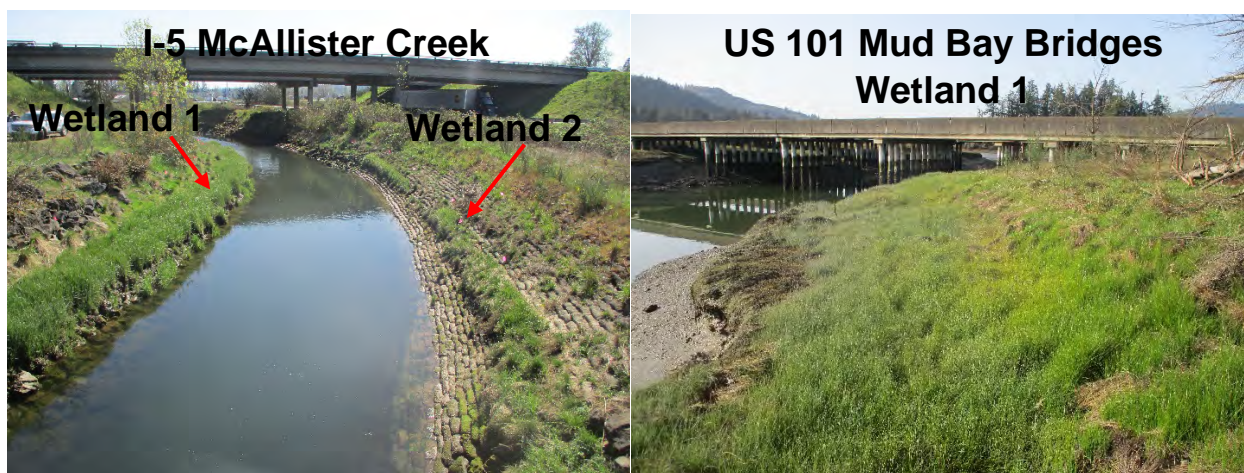 I-5 McAllister Creek
Wetland 1
Wetland 2
US 101 Mud Bay Bridges
Wetland 1